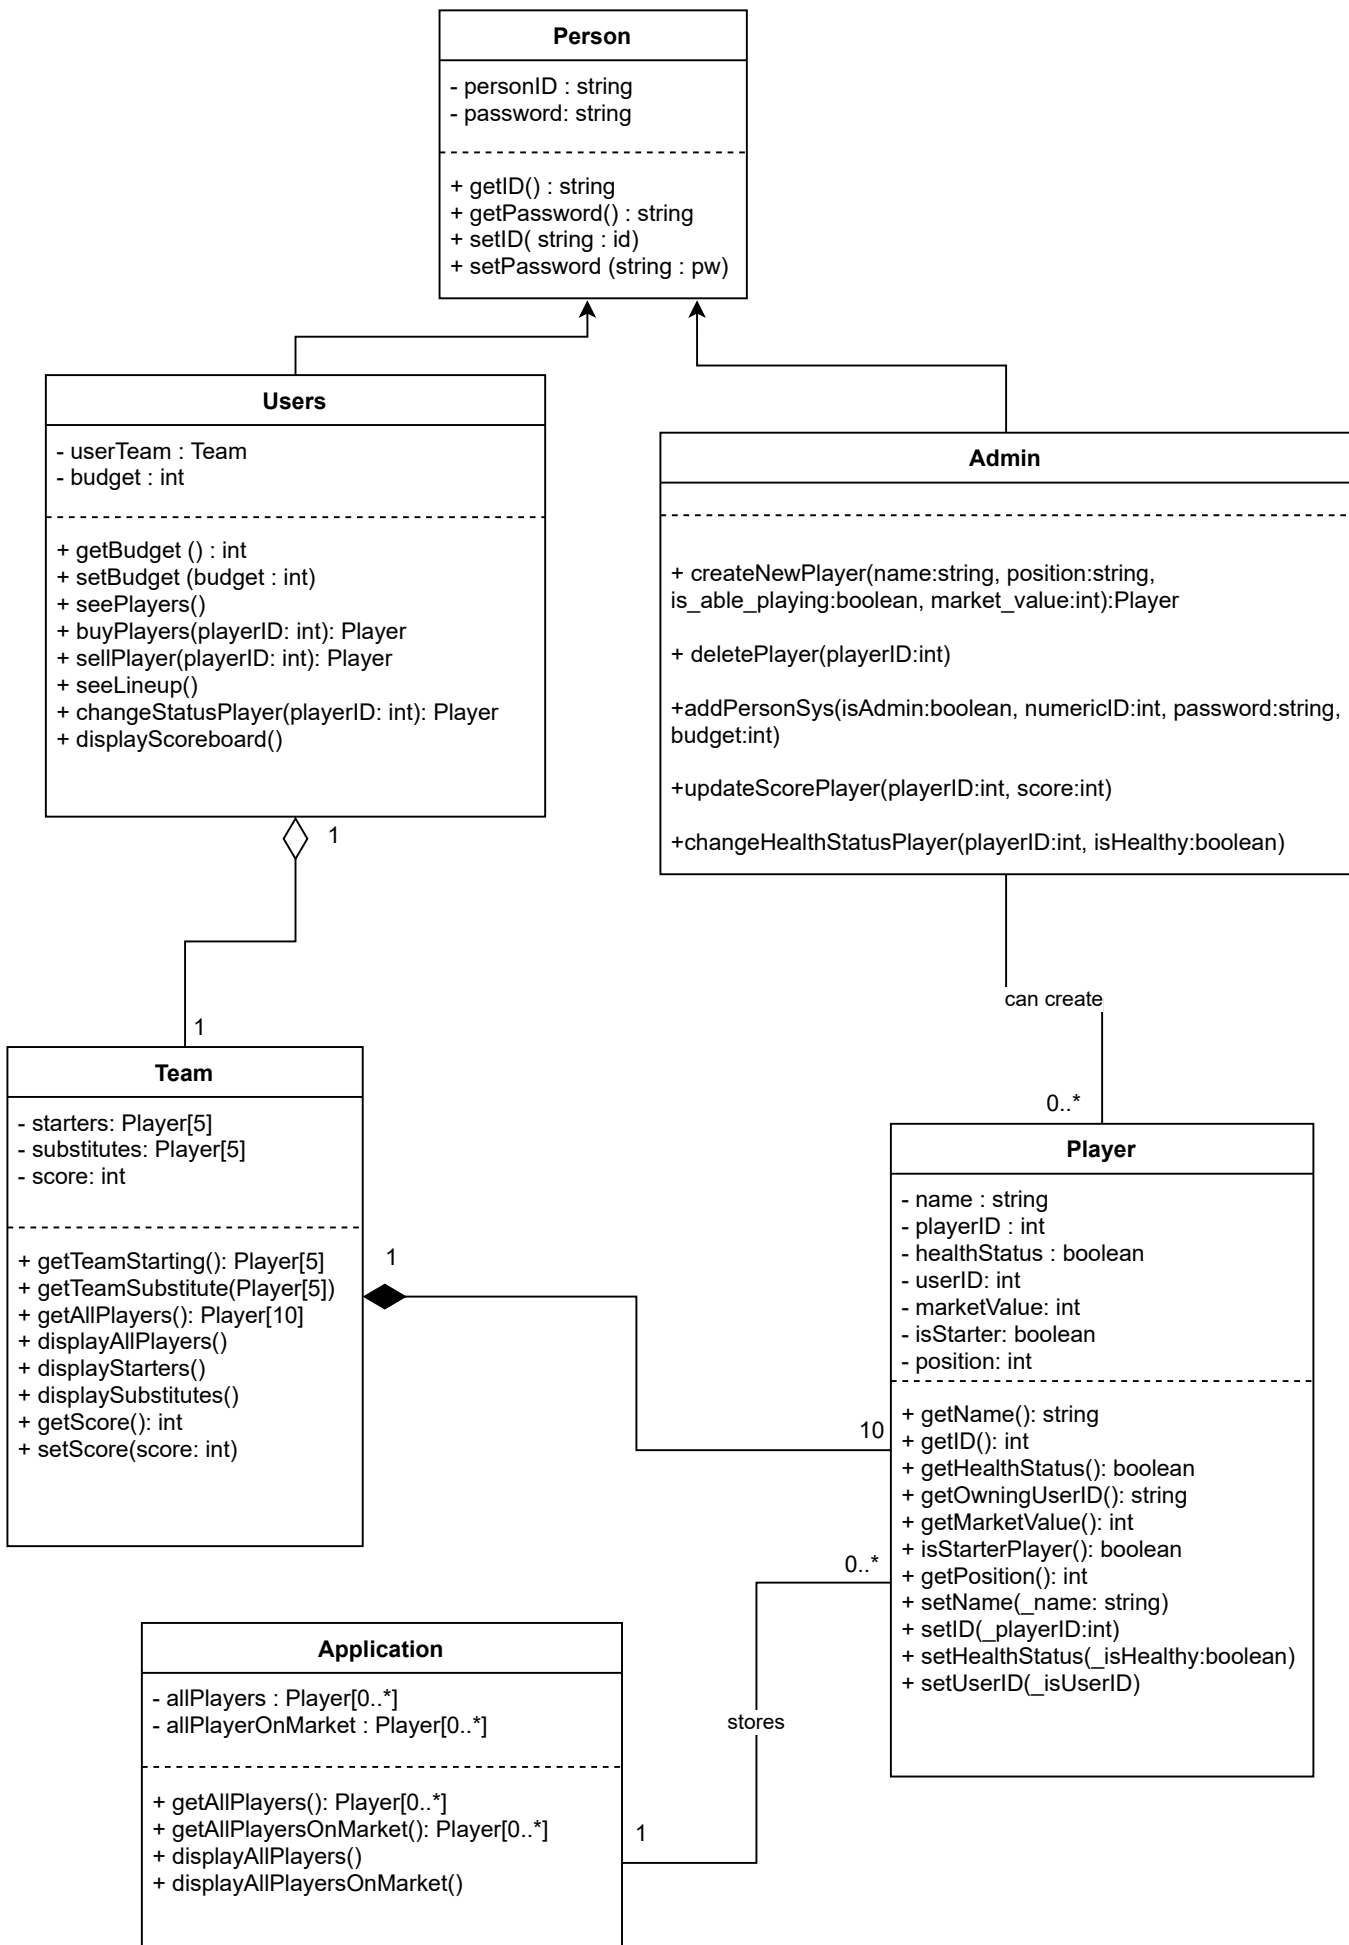 Person
- personID : string
- password: string
+ getID() : string
+ getPassword() : string
+ setID( string : id)
+ setPassword (string : pw)
Users
- userTeam : Team
- budget : int
+ getBudget () : int
+ setBudget (budget : int)
+ seePlayers()
+ buyPlayers(playerID: int): Player
+ sellPlayer(playerID: int): Player
+ seeLineup()
+ changeStatusPlayer(playerID: int): Player
+ displayScoreboard()
Admin
+ createNewPlayer(name:string, position:string,
is_able_playing:boolean, market_value:int):Player
+ deletePlayer(playerID:int)
+addPersonSys(isAdmin:boolean, numericID:int, password:string,
budget:int)
+updateScorePlayer(playerID:int, score:int)
+changeHealthStatusPlayer(playerID:int, isHealthy:boolean)
1
1
can create
0..*
Team
- starters: Player[5]
- substitutes: Player[5]
- score: int
+ getTeamStarting(): Player[5]
+ getTeamSubstitute(Player[5])
+ getAllPlayers(): Player[10]
+ displayAllPlayers()
+ displayStarters()
+ displaySubstitutes()
+ getScore(): int
+ setScore(score: int)
1
10
Player
- name : string
- playerID : int
- healthStatus : boolean
- userID: int
- marketValue: int
- isStarter: boolean
- position: int
+ getName(): string
+ getID(): int
+ getHealthStatus(): boolean
+ getOwningUserID(): string
+ getMarketValue(): int
+ isStarterPlayer(): boolean
+ getPosition(): int
+ setName(_name: string)
+ setID(_playerID:int)
+ setHealthStatus(_isHealthy:boolean)
+ setUserID(_isUserID)
0..*
stores
1
Application
- allPlayers : Player[0..*]
- allPlayerOnMarket : Player[0..*]
+ getAllPlayers(): Player[0..*]
+ getAllPlayersOnMarket(): Player[0..*]
+ displayAllPlayers()
+ displayAllPlayersOnMarket()